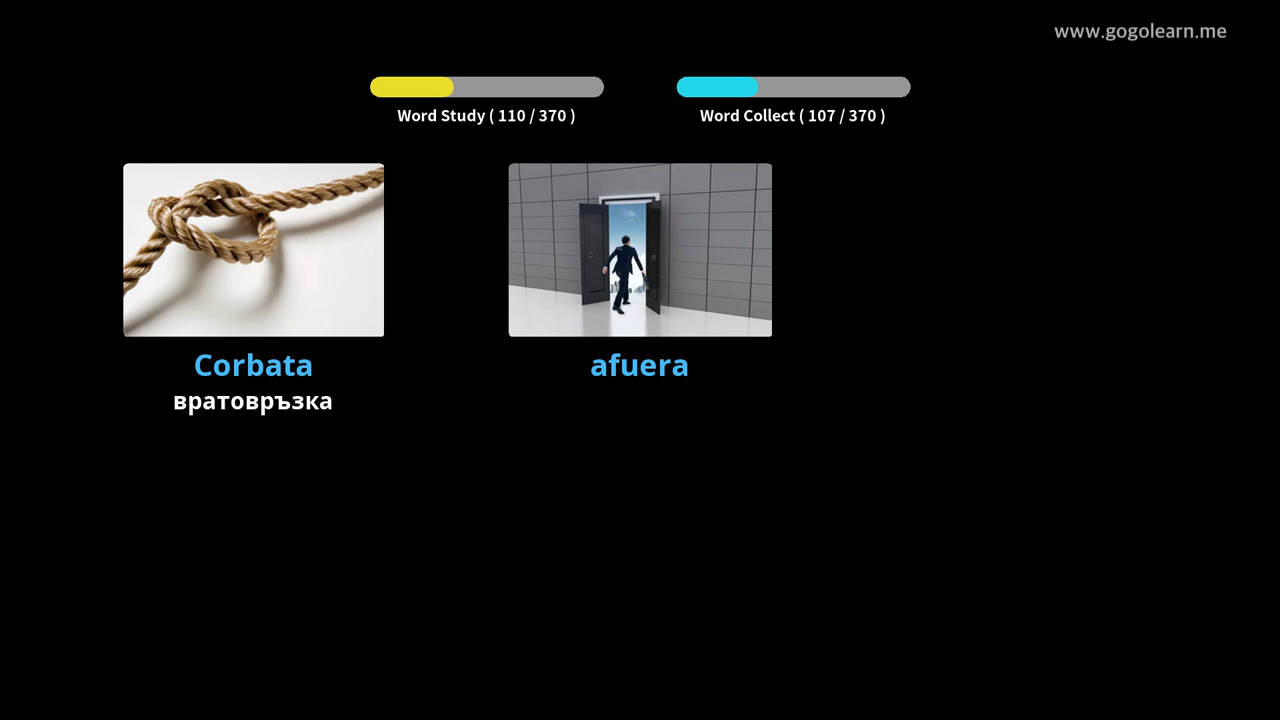 www.gogolearn.me
Word Study ( 110 / 370 )
Word Collect ( 107 / 370 )
Corbata
вратовръзка
afuera